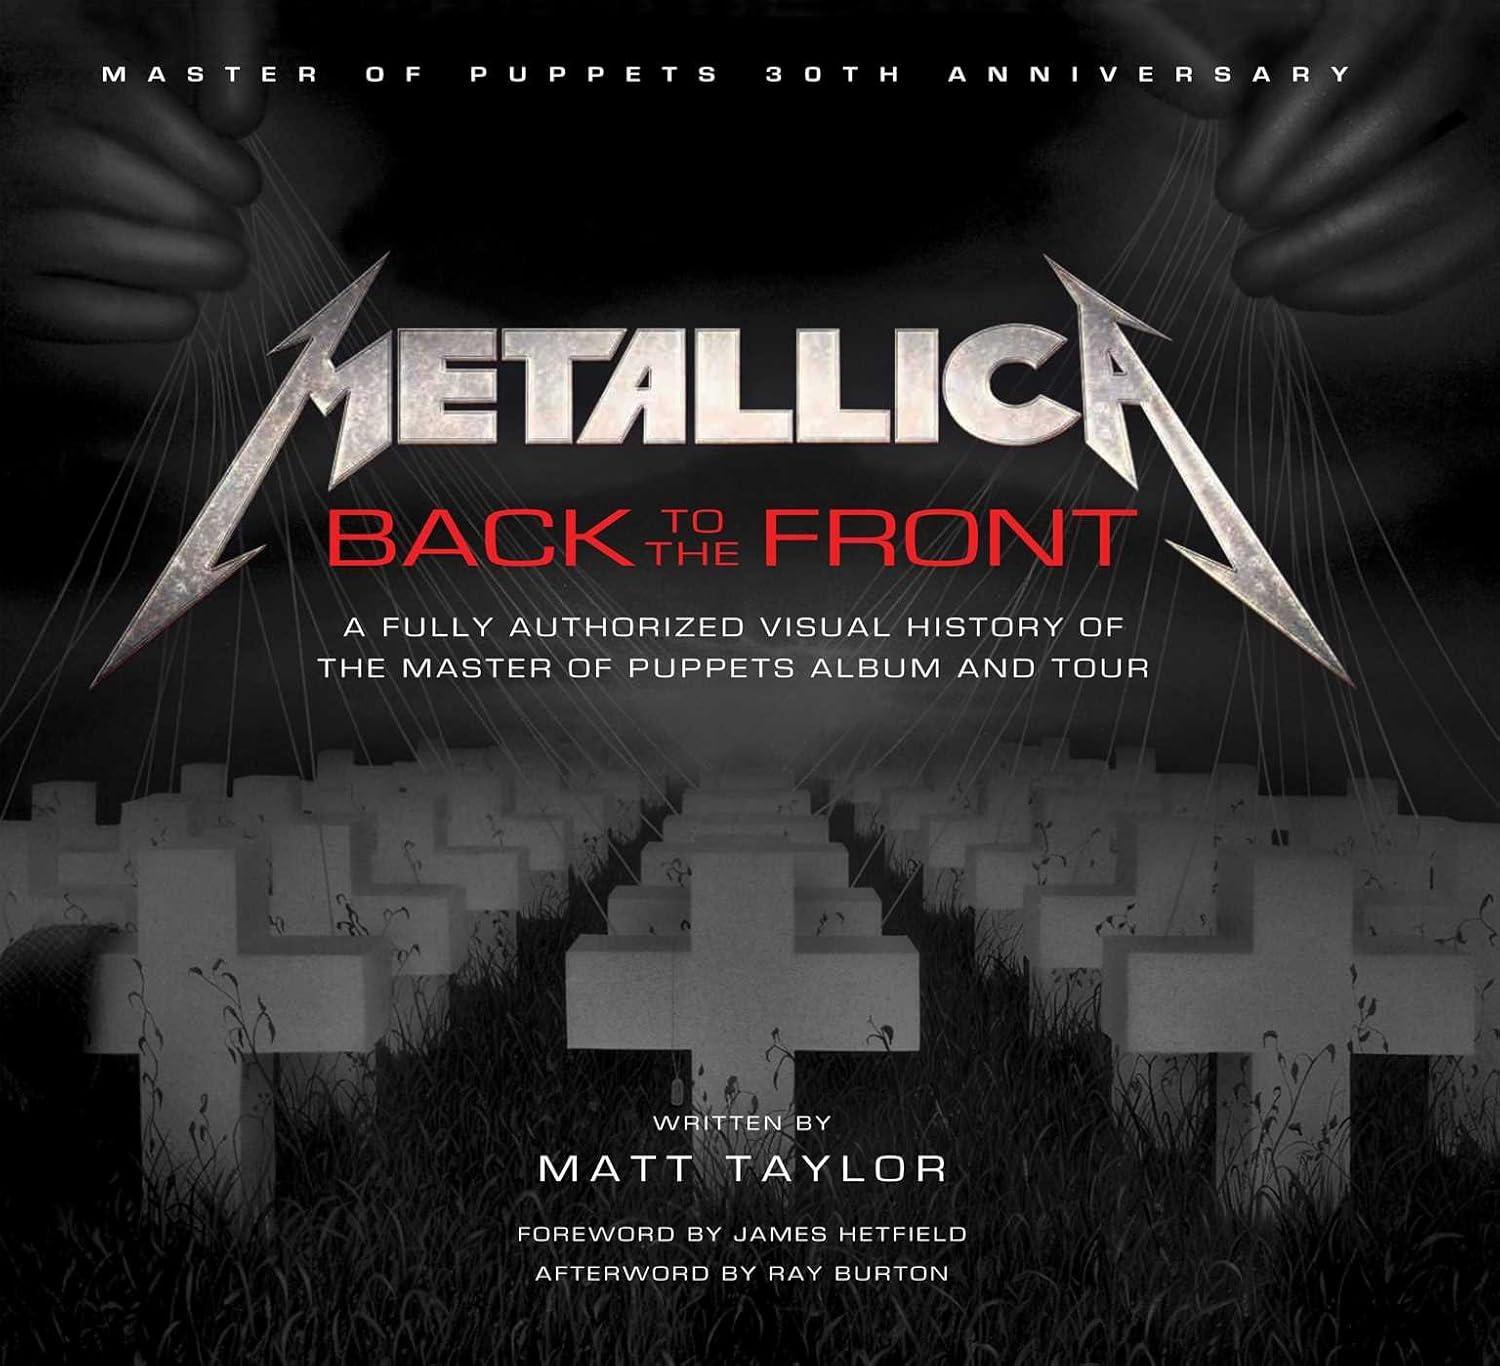 MASTER OF PUPPETS 30TH ANNIVERSARY
METALLICA
BACK TO THE FRONT
A FULLY AUTHORIZED VISUAL HISTORY OF
THE MASTER OF PUPPETS ALBUM AND TOUR
WRITTEN BY
MATT TAYLOR
FOREWORD BY JAMES HETFIELD
AFTERWORD BY RAY BURTON